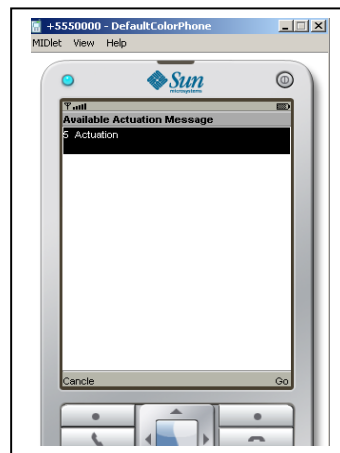 +5550000 - DefaultColorPhone
MIDlet View Help
Sun
microsystems
Available Actuation Message
5 Actuation
Cancle Go